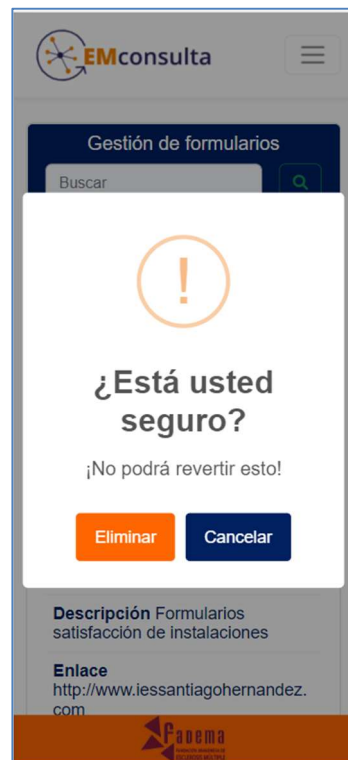 EMconsulta
Gestión de formularios
Buscar
!
¿Está usted
seguro?
¡No podrá revertir esto!
Eliminar
Cancelar
Descripción Formularios
satisfacción de instalaciones
Enlace
http://www.iessantiagohernandez.
com
Fadema